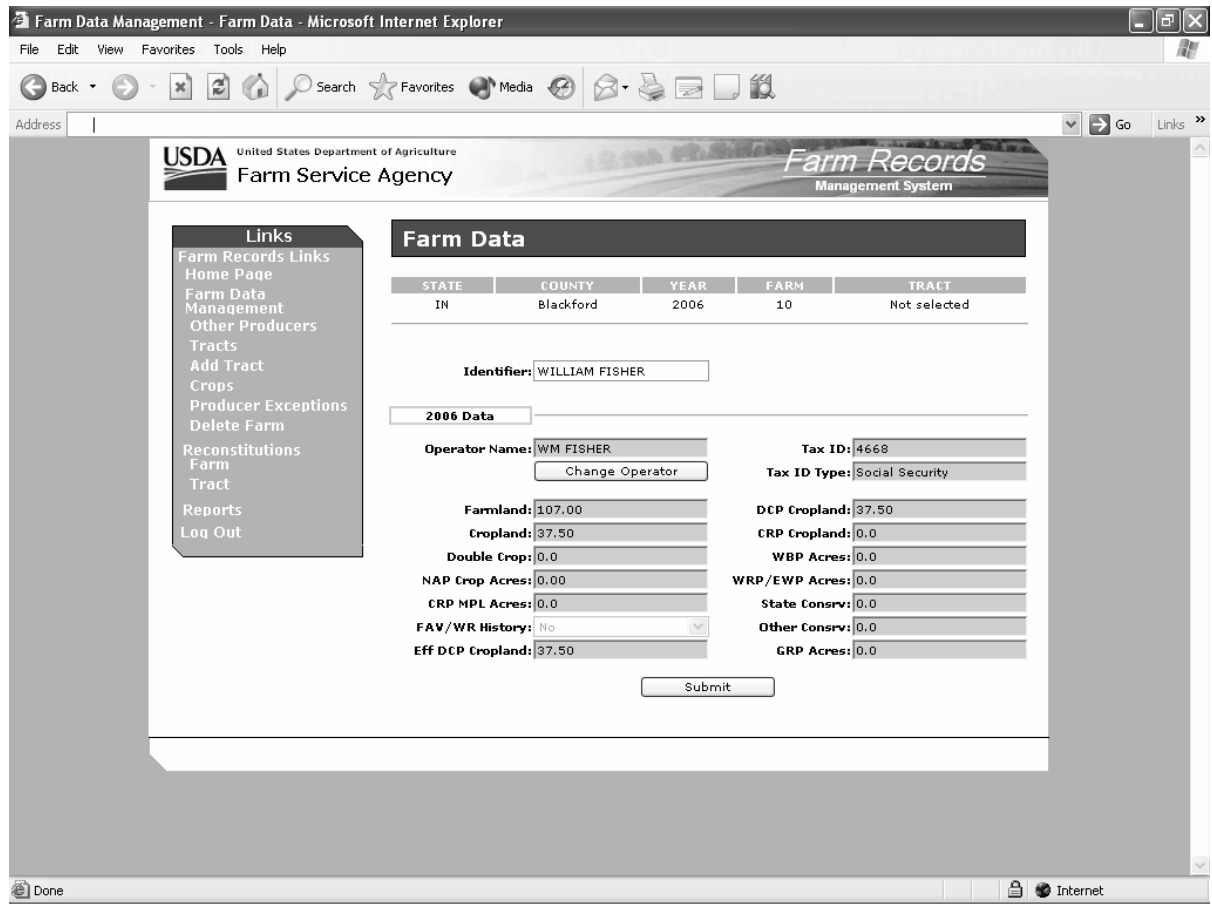 Farm Data Management - Farm Data - Microsoft Internet Explorer
File Edit View Favorites Tools Help
Back Search Favorites Media
Address Go Links »
USDA United States Department of Agriculture
Farm Service Agency
Farm Records
Management System
Links
Farm Records Links
Home Page
Farm Data
Management
Other Producers
Tracts
Add Tract
Crops
Producer Exceptions
Delete Farm
Reconstitutions
Farm
Tract
Reports
Log Out
Farm Data
STATE COUNTY YEAR FARM TRACT
IN Blackford 2006 10 Not selected
Identifier: WILLIAM FISHER
2006 Data
Operator Name: WM FISHER Tax ID: 4668
Change Operator Tax ID Type: Social Security
Farmland: 107.00 DCP Cropland: 37.50
Cropland: 37.50 CRP Cropland: 0.0
Double Crop: 0.0 WBP Acres: 0.0
NAP Crop Acres: 0.00 WRP/EWP Acres: 0.0
CRP MPL Acres: 0.0 State Consrv: 0.0
FAV/WR History: No Other Consrv: 0.0
Eff DCP Cropland: 37.50 GRP Acres: 0.0
Submit
Done Internet